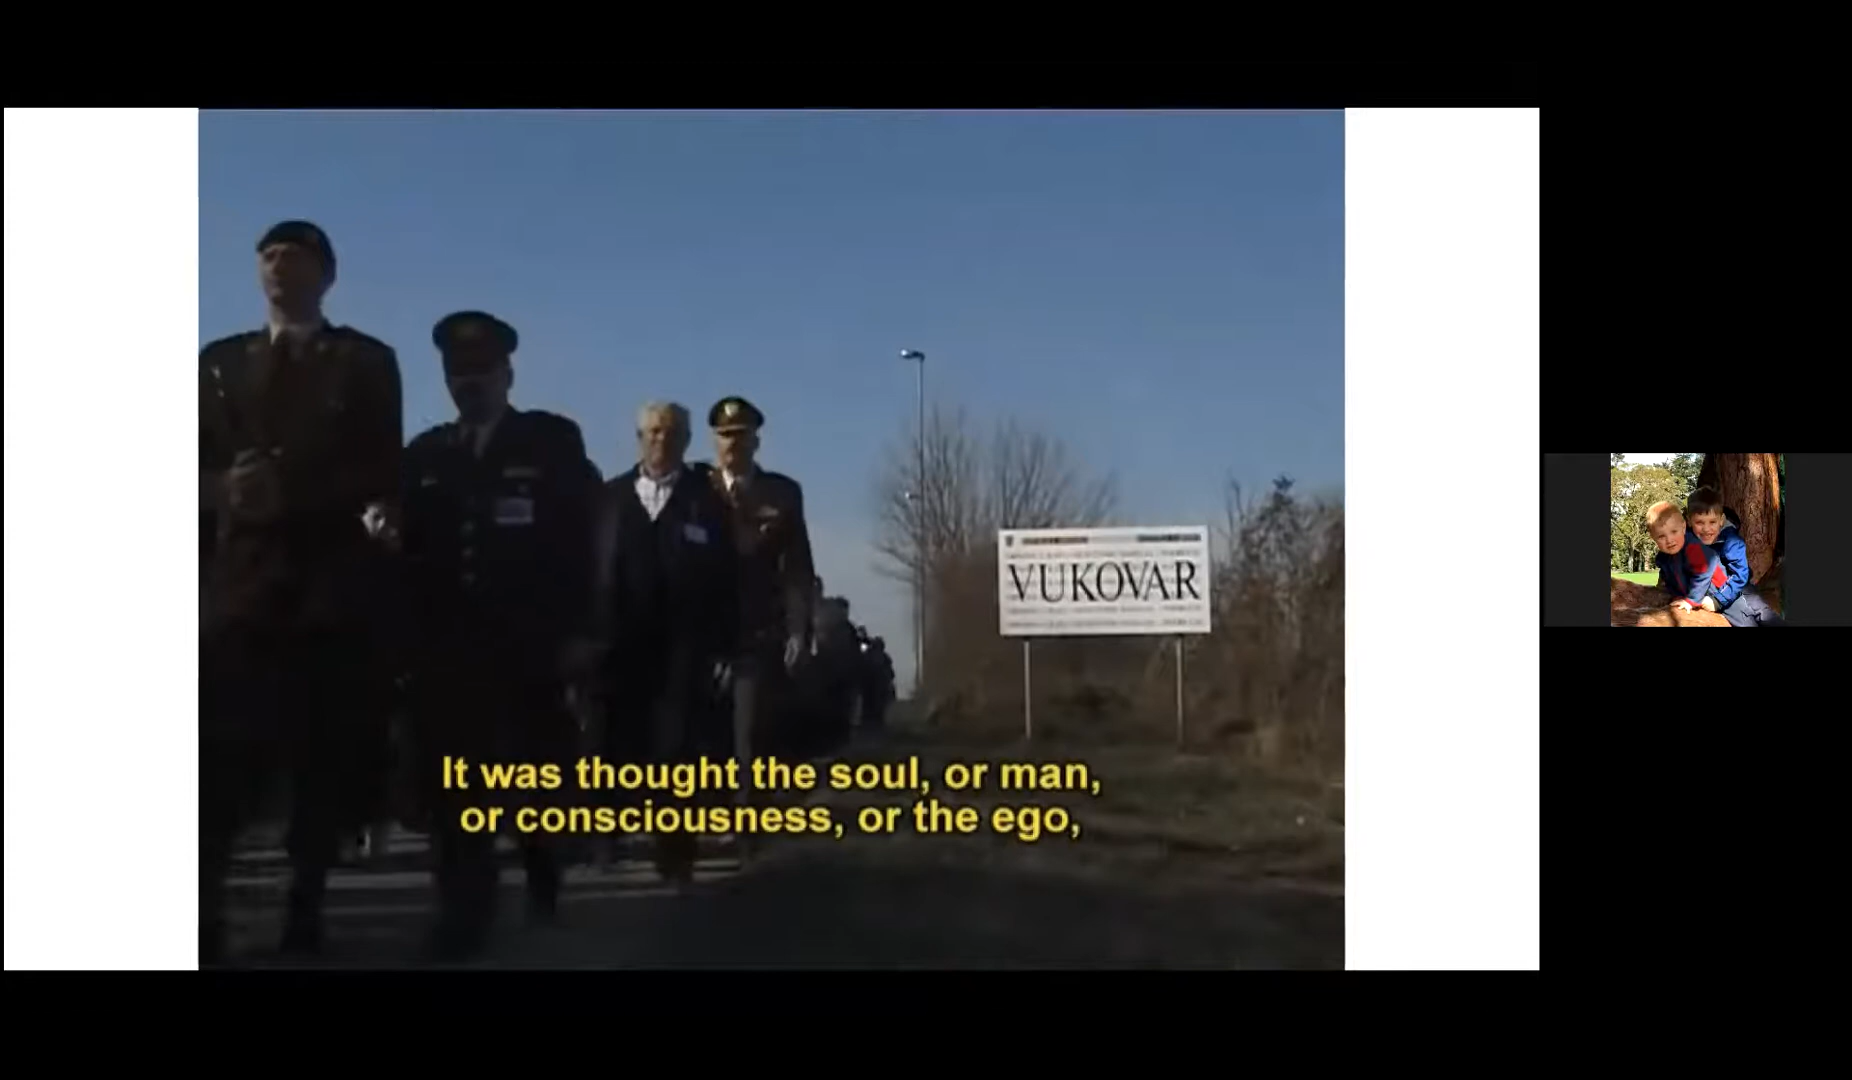 VUKOVAR
It was thought the soul, or man,
or consciousness, or the ego,